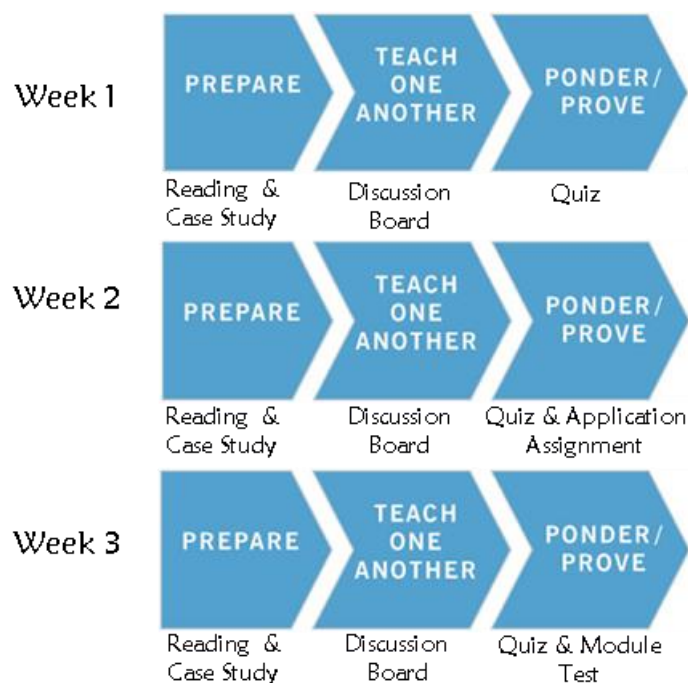 Week 1
PREPARE
TEACH
ONE
ANOTHER
PONDER/
PROVE
Reading &
Case Study
Discussion
Board
Quiz
Week 2
PREPARE
TEACH
ONE
ANOTHER
PONDER/
PROVE
Reading &
Case Study
Discussion
Board
Quiz & Application
Assignment
Week 3
PREPARE
TEACH
ONE
ANOTHER
PONDER/
PROVE
Reading &
Case Study
Discussion
Board
Quiz & Module
Test